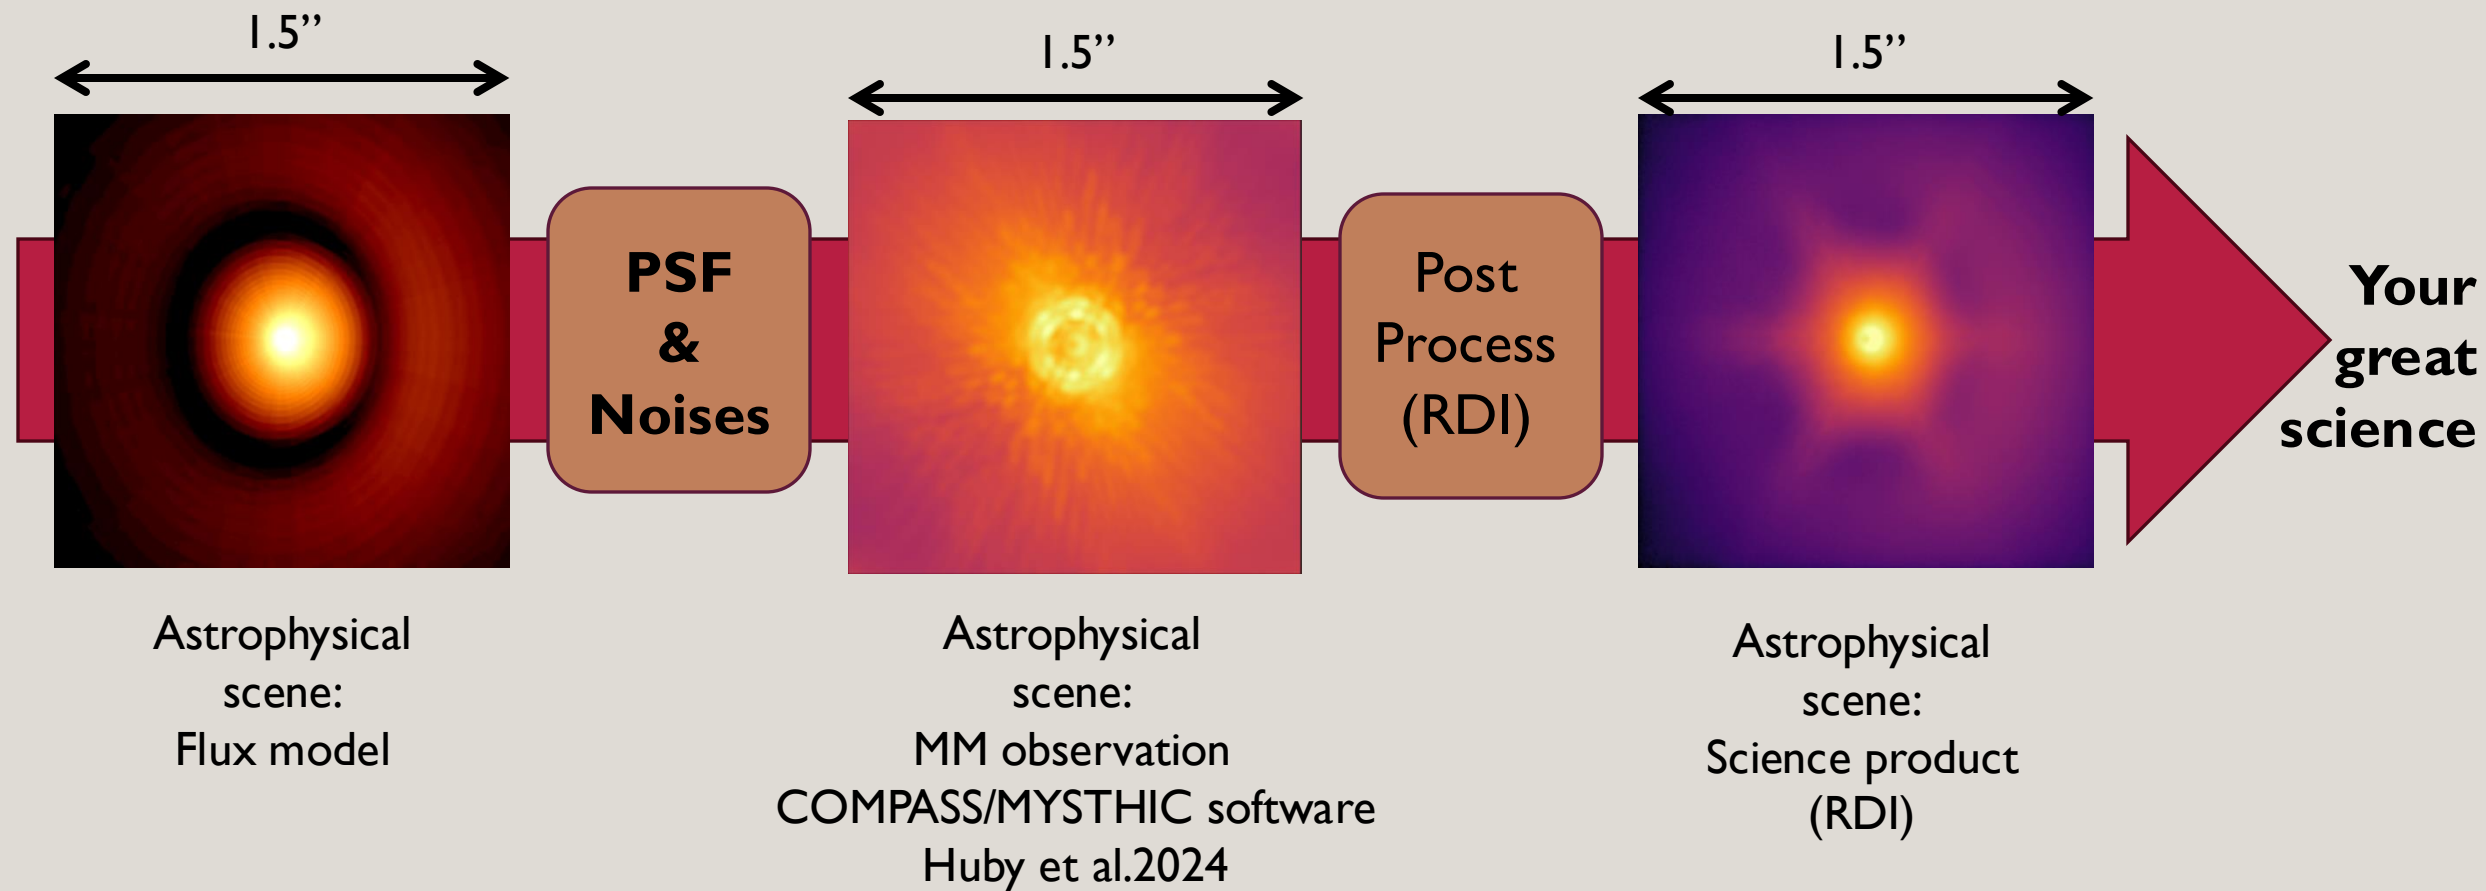 1.5”
1.5”
1.5”
PSF
&
Noises
Post
Process
(RDI)
Your
great
science
Astrophysical
scene:
Flux model
Astrophysical
scene:
MM observation
COMPASS/MYSTHIC software
Huby et al.2024
Astrophysical
scene:
Science product
(RDI)